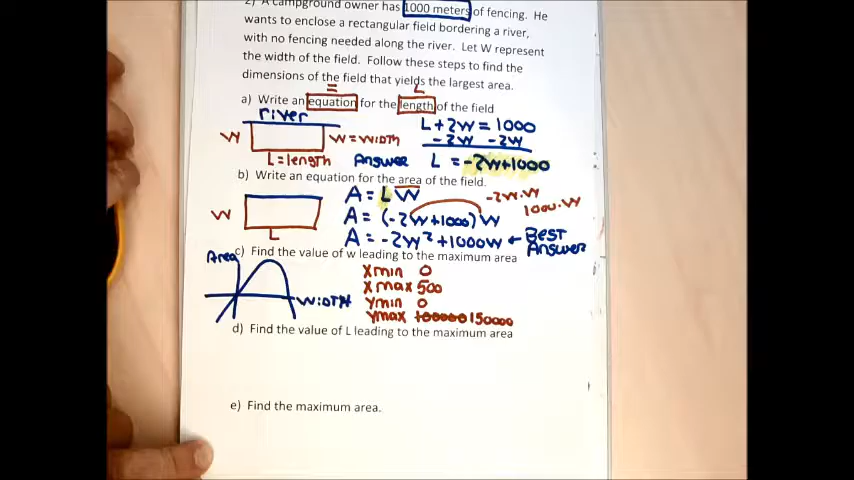 2) A campground owner has 1000 meters of fencing. He
wants to enclose a rectangular field bordering a river,
with no fencing needed along the river. Let W represent
the width of the field. Follow these steps to find the
dimensions of the field that yields the largest area.
= L
a) Write an equation for the length of the field
river
L + 2W = 1000
W W = WIDTH -2W -2W
L = length Answer L = -2W+1000
b) Write an equation for the area of the field.
A = L W -2W·W
W A = (-2W+1000)W 1000·W
L A = -2W² + 1000W ← BEST Answer
c) Find the value of w leading to the maximum area
Area Xmin 0
WIDTH Xmax 500
Ymin 0
Ymax 100000 150000
d) Find the value of L leading to the maximum area
e) Find the maximum area.